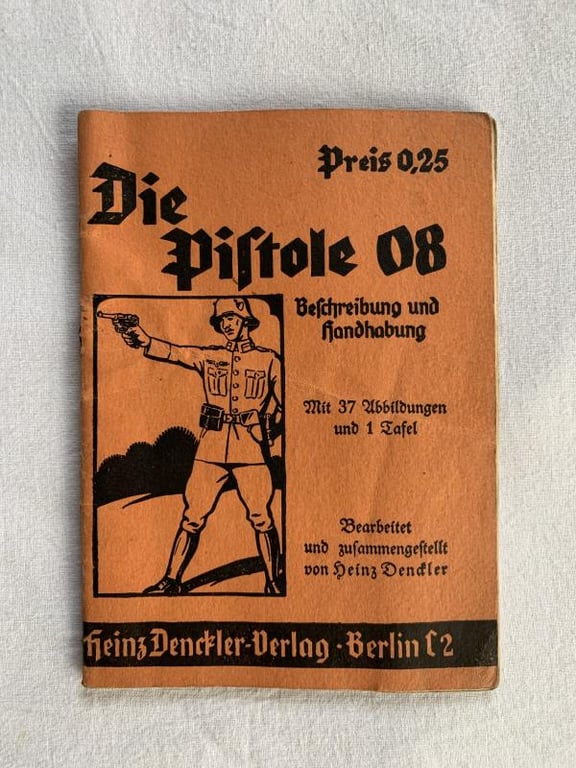 Preis 0,25
Die
Piſtole 08
Beſchreibung und
Handhabung
Mit 37 Abbildungen
und 1 Tafel
Bearbeitet
und zuſammengeſtellt
von Heinz Denckler
Heinz Denckler-Verlag · Berlin C2